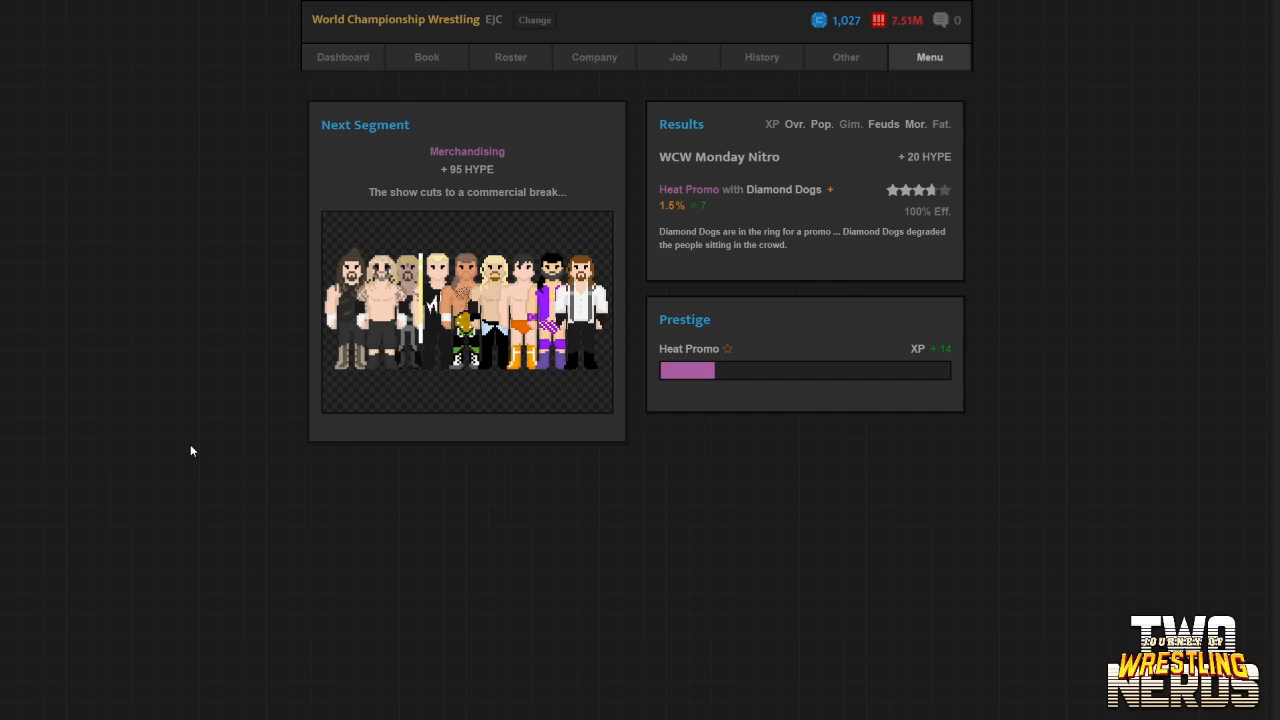 World Championship Wrestling EJC Change
1,027 7.51M 0
Dashboard Book Roster Company Job History Other Menu
Next Segment
Merchandising
+ 95 HYPE
The show cuts to a commercial break...
Results XP Ovr. Pop. Gim. Feuds Mor. Fat.
WCW Monday Nitro + 20 HYPE
Heat Promo with Diamond Dogs +
1.5% 7
100% Eff.
Diamond Dogs are in the ring for a promo ... Diamond Dogs degraded
the people sitting in the crowd.
Prestige
Heat Promo XP + 14
TWO
JOURNEY OF
WRESTLING
NERDS